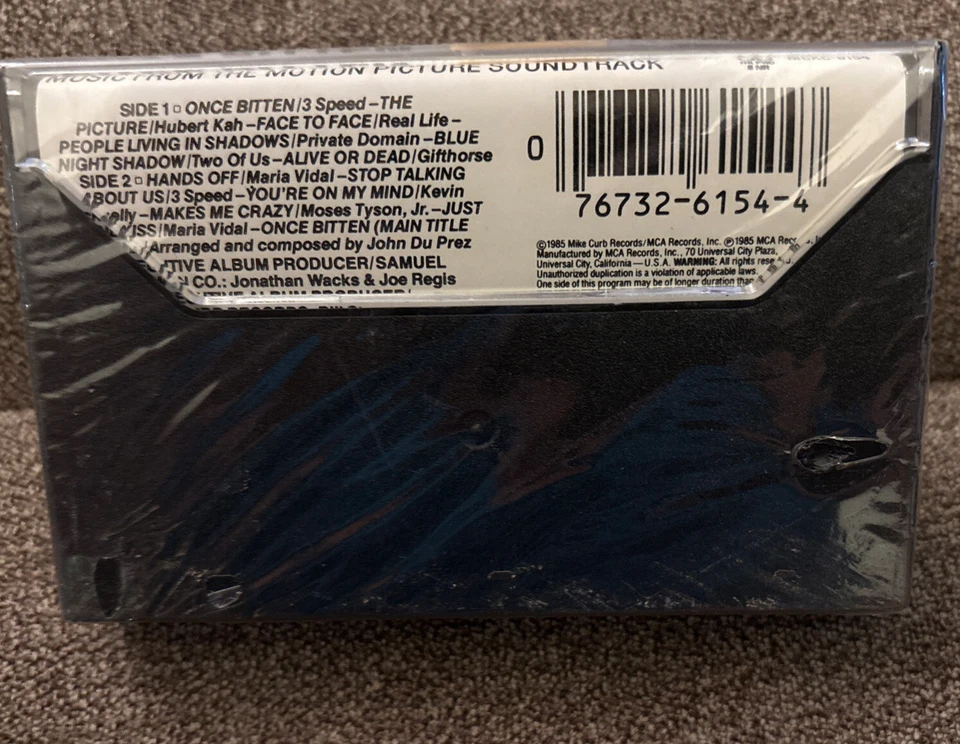 MUSIC FROM THE MOTION PICTURE SOUNDTRACK
SIDE 1 □ ONCE BITTEN/3 Speed –THE
PICTURE/Hubert Kah –FACE TO FACE/Real Life –
PEOPLE LIVING IN SHADOWS/Private Domain –BLUE
NIGHT SHADOW/Two Of Us –ALIVE OR DEAD/Gifthorse
SIDE 2 □ HANDS OFF/Maria Vidal –STOP TALKING
ABOUT US/3 Speed –YOU'RE ON MY MIND/Kevin
–MAKES ME CRAZY/Moses Tyson, Jr. –JUST
KISS/Maria Vidal –ONCE BITTEN (MAIN TITLE
/Arranged and composed by John Du Prez
ALBUM PRODUCER/SAMUEL
CO.: Jonathan Wacks & Joe Regis
ALBUM PRODUCER/
0 76732-6154-4
©1985 Mike Curb Records/MCA Records, Inc. ℗1985 MCA
Manufactured by MCA Records, Inc., 70 Universal City Plaza,
Universal City, California — U.S.A. WARNING: All rights
Unauthorized duplication is a violation of applicable laws.
One side of this program may be of longer duration than